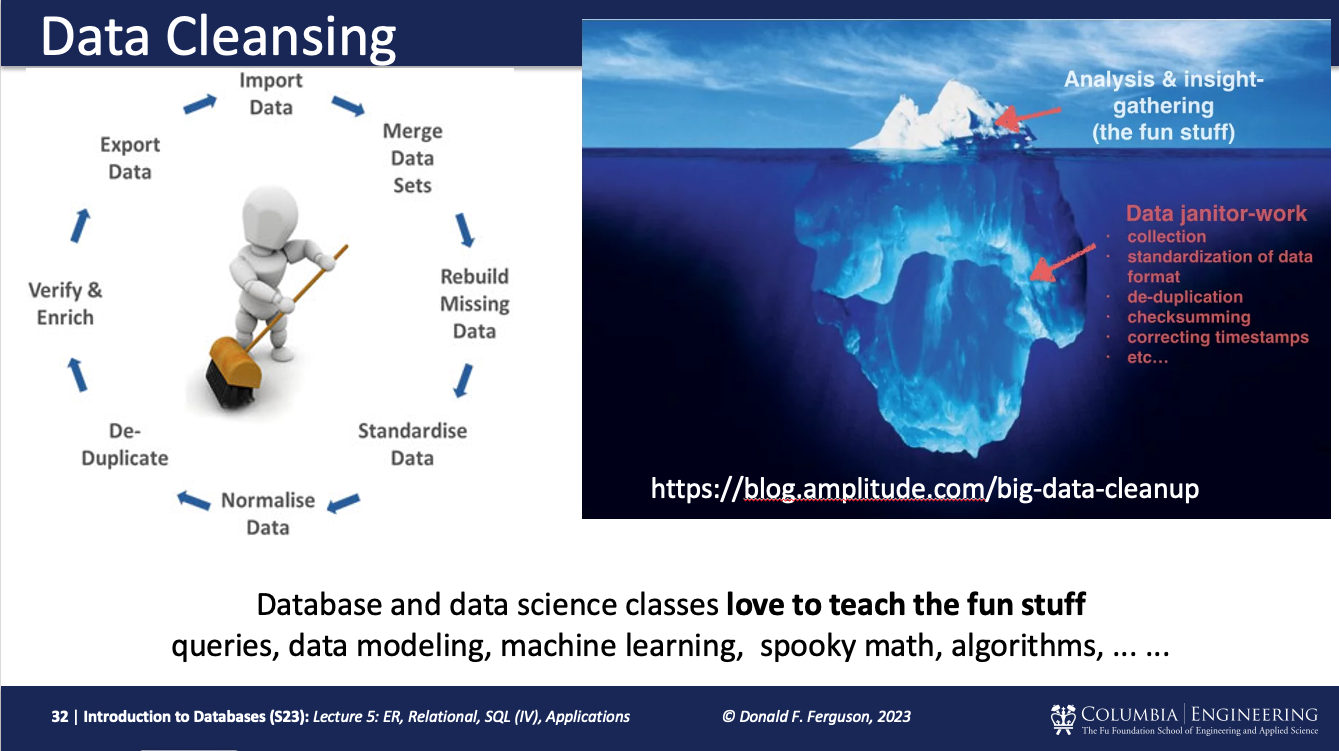 Data Cleansing
Import
Data
Merge
Data
Sets
Rebuild
Missing
Data
Standardise
Data
Normalise
Data
De-
Duplicate
Verify &
Enrich
Export
Data
Analysis & insight-
gathering
(the fun stuff)
Data janitor-work
· collection
· standardization of data
format
· de-duplication
· checksumming
· correcting timestamps
· etc...
https://blog.amplitude.com/big-data-cleanup
Database and data science classes love to teach the fun stuff
queries, data modeling, machine learning, spooky math, algorithms, ... ...
32 | Introduction to Databases (S23): Lecture 5: ER, Relational, SQL (IV), Applications
© Donald F. Ferguson, 2023
COLUMBIA | ENGINEERING
The Fu Foundation School of Engineering and Applied Science